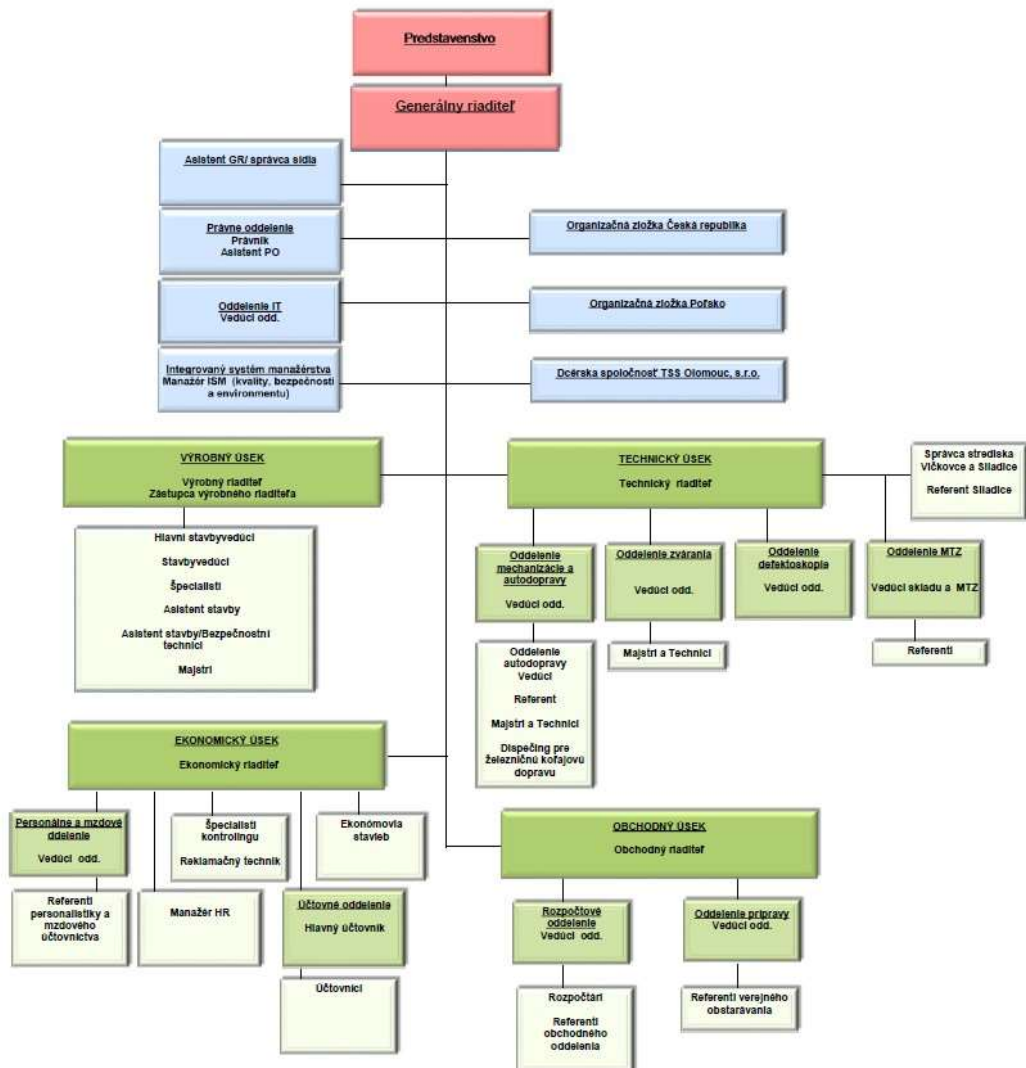 Predstavenstvo
Generálny riaditeľ
Asistent GR/ správca sídla
Právne oddelenie
Právnik
Asistent PO
Organizačná zložka Česká republika
Oddelenie IT
Vedúci odd.
Organizačná zložka Poľsko
Integrovaný systém manažérstva
Manažér ISM (kvality, bezpečnosti
a environmentu)
Dcérska spoločnosť TSS Olomouc, s.r.o.
VÝROBNÝ ÚSEK
Výrobný riaditeľ
Zástupca výrobného riaditeľa
TECHNICKÝ ÚSEK
Technický riaditeľ
Správca strediska
Vlčkovce a Siladice
Referent Siladice
Hlavní stavbyvedúci
Stavbyvedúci
Špecialisti
Asistent stavby
Asistent stavby/Bezpečnostní
technici
Majstri
Oddelenie
mechanizácie a
autodopravy
Vedúci odd.
Oddelenie zvárania
Vedúci odd.
Oddelenie
defektoskopie
Vedúci odd.
Oddelenie MTZ
Vedúci skladu a MTZ
Oddelenie
autodopravy
Vedúci
Referent
Majstri a Technici
Dispečing pre
železničnú koľajovú
dopravu
Majstri a Technici
Referenti
EKONOMICKÝ ÚSEK
Ekonomický riaditeľ
Personálne a mzdové
ddelenie
Vedúci odd.
Špecialisti
kontrolingu
Reklamačný technik
Ekonómovia
stavieb
OBCHODNÝ ÚSEK
Obchodný riaditeľ
Referenti
personalistiky a
mzdového
účtovníctva
Manažér HR
Účtovné oddelenie
Hlavný účtovník
Účtovníci
Rozpočtové
oddelenie
Vedúci odd.
Oddelenie prípravy
Vedúci odd.
Rozpočtári
Referenti
obchodného
oddelenia
Referenti verejného
obstarávania